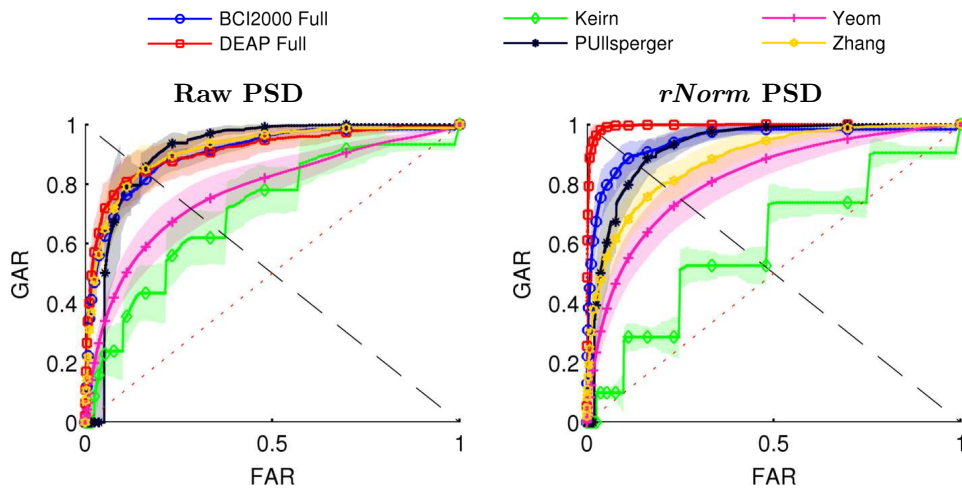 BCI2000 Full
DEAP Full
Keirn
PUllsperger
Yeom
Zhang
Raw PSD
GAR
1
0.8
0.6
0.4
0.2
0
0
0.5
1
FAR
rNorm PSD
GAR
1
0.8
0.6
0.4
0.2
0
0
0.5
1
FAR